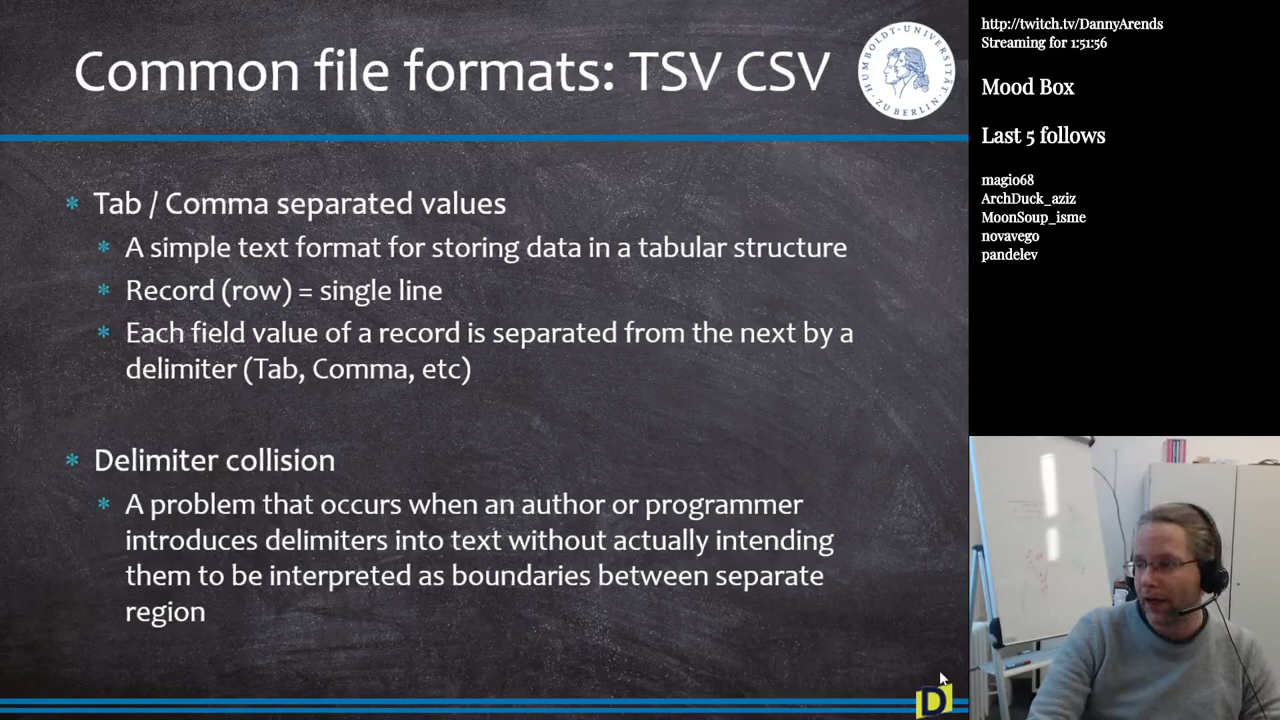 Common file formats: TSV CSV
HUMBOLDT-UNIVERSITÄT
ZU BERLIN
* Tab / Comma separated values
* A simple text format for storing data in a tabular structure
* Record (row) = single line
* Each field value of a record is separated from the next by a
delimiter (Tab, Comma, etc)
* Delimiter collision
* A problem that occurs when an author or programmer
introduces delimiters into text without actually intending
them to be interpreted as boundaries between separate
region
D
http://twitch.tv/DannyArends
Streaming for 1:51:56
Mood Box
Last 5 follows
magio68
ArchDuck_aziz
MoonSoup_isme
novavego
pandelev